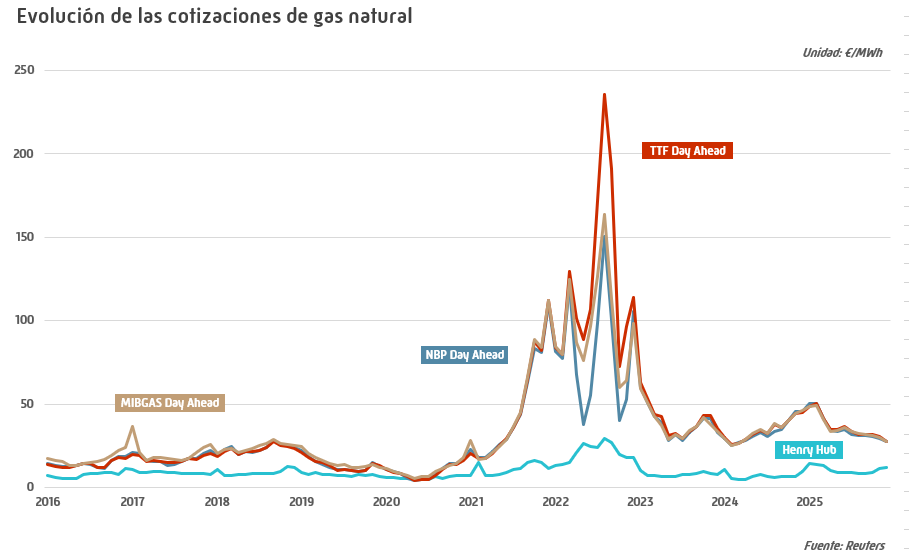 Evolución de las cotizaciones de gas natural
Unidad: €/MWh
250
200
TTF Day Ahead
150
100
NBP Day Ahead
50
MIBGAS Day Ahead
Henry Hub
0
2016 2017 2018 2019 2020 2021 2022 2023 2024 2025
Fuente: Reuters